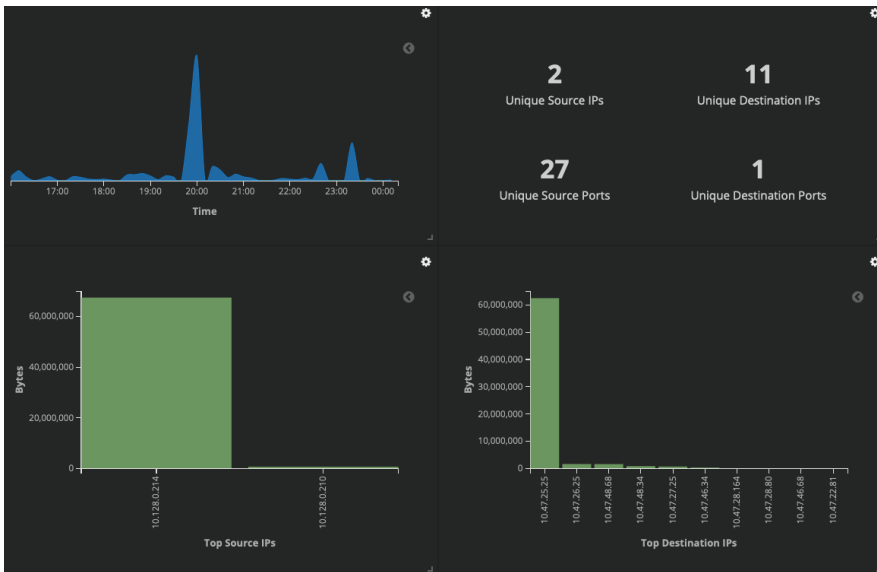 17:00 18:00 19:00 20:00 21:00 22:00 23:00 00:00
Time
2
Unique Source IPs
11
Unique Destination IPs
27
Unique Source Ports
1
Unique Destination Ports
60,000,000
40,000,000
20,000,000
0
Bytes
10.128.0.214
10.128.0.210
Top Source IPs
60,000,000
50,000,000
40,000,000
30,000,000
20,000,000
10,000,000
0
Bytes
10.47.25.25
10.47.26.25
10.47.48.68
10.47.48.34
10.47.27.25
10.47.46.34
10.47.28.164
10.47.28.80
10.47.46.68
10.47.22.81
Top Destination IPs